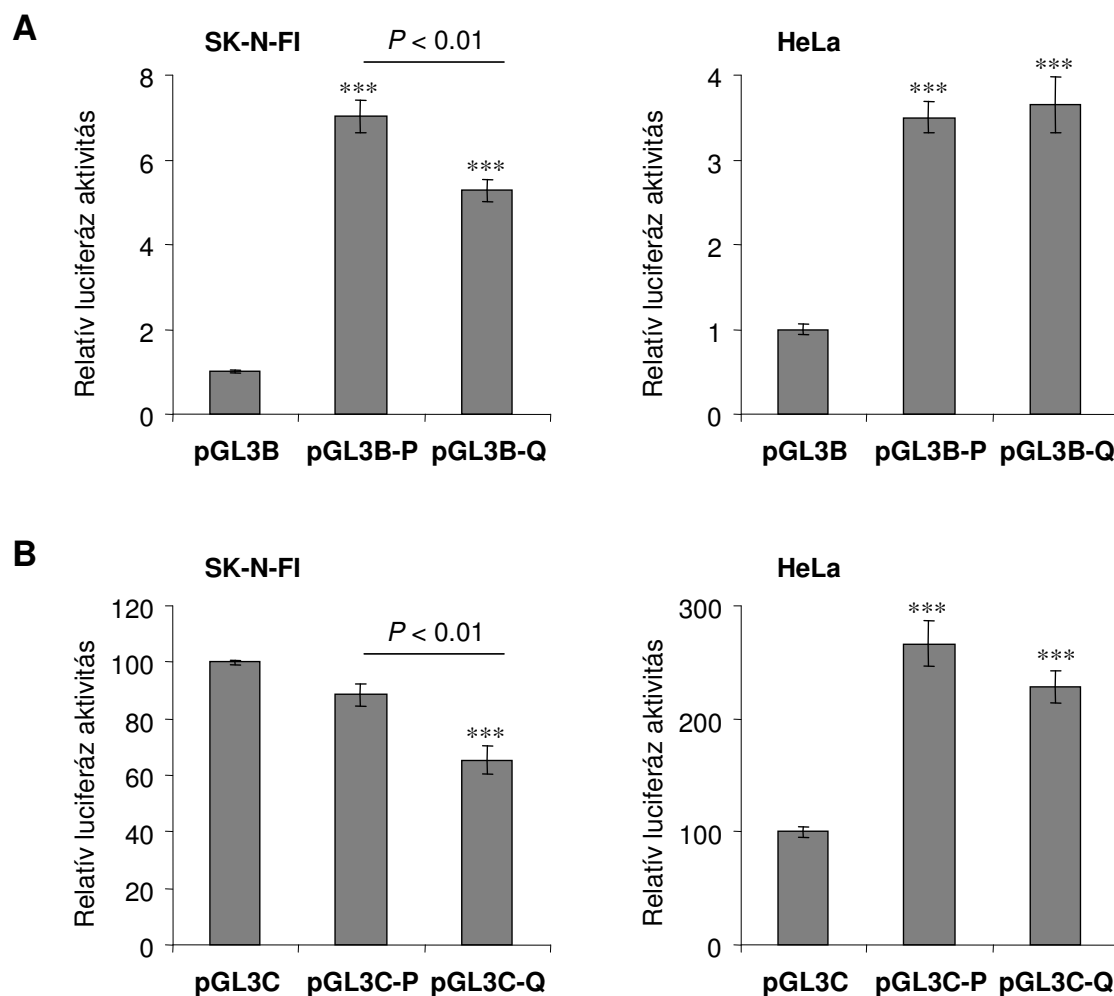 A
SK-N-FI
P < 0.01
Relatív luciferáz aktivitás
8
6
4
2
0
***
***
pGL3B pGL3B-P pGL3B-Q
HeLa
Relatív luciferáz aktivitás
4
3
2
1
0
***
***
pGL3B pGL3B-P pGL3B-Q
B
SK-N-FI
P < 0.01
Relatív luciferáz aktivitás
120
100
80
60
40
20
0
***
pGL3C pGL3C-P pGL3C-Q
HeLa
Relatív luciferáz aktivitás
300
200
100
0
***
***
pGL3C pGL3C-P pGL3C-Q